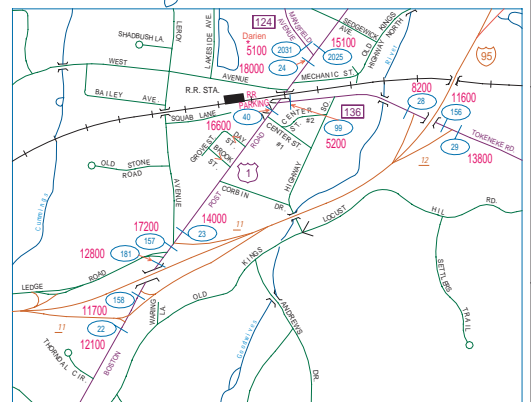 124
MANSFIELD
AVENUE
SEDGEWICK
AVE.
KINGS
HIGHWAY NORTH
OLD
SHADBUSH LA.
LEROY
LAKESIDE AVE.
Darien
5100
2031
15100
2025
18000
24
River
95
WEST
AVENUE
MECHANIC ST.
BAILEY AVE.
R.R. STA.
RR
PARKING
8200
28
11600
156
SQUAB LANE
40
CENTER
ST.
#2
SO.
136
16600
DAY
ST.
GROVE ST.
BROOK
ST.
ROAD
CENTER ST
#1
99
5200
TOKENEKE RD.
29
13800
12
OLD STONE
ROAD
1
HIGHWAY
AVENUE
CORBIN
DR.
POST
Cummings
LOCUST
HIL
RD.
14000
11
17200
23
157
12800
181
KINGS
SETTLERS
TRAIL
LEDGE
ROAD
OLD
158
11700
WARING
LA.
11
22
12100
Goodwives
ANDREWS
DR.
THORNDAL CIR.
BOSTON